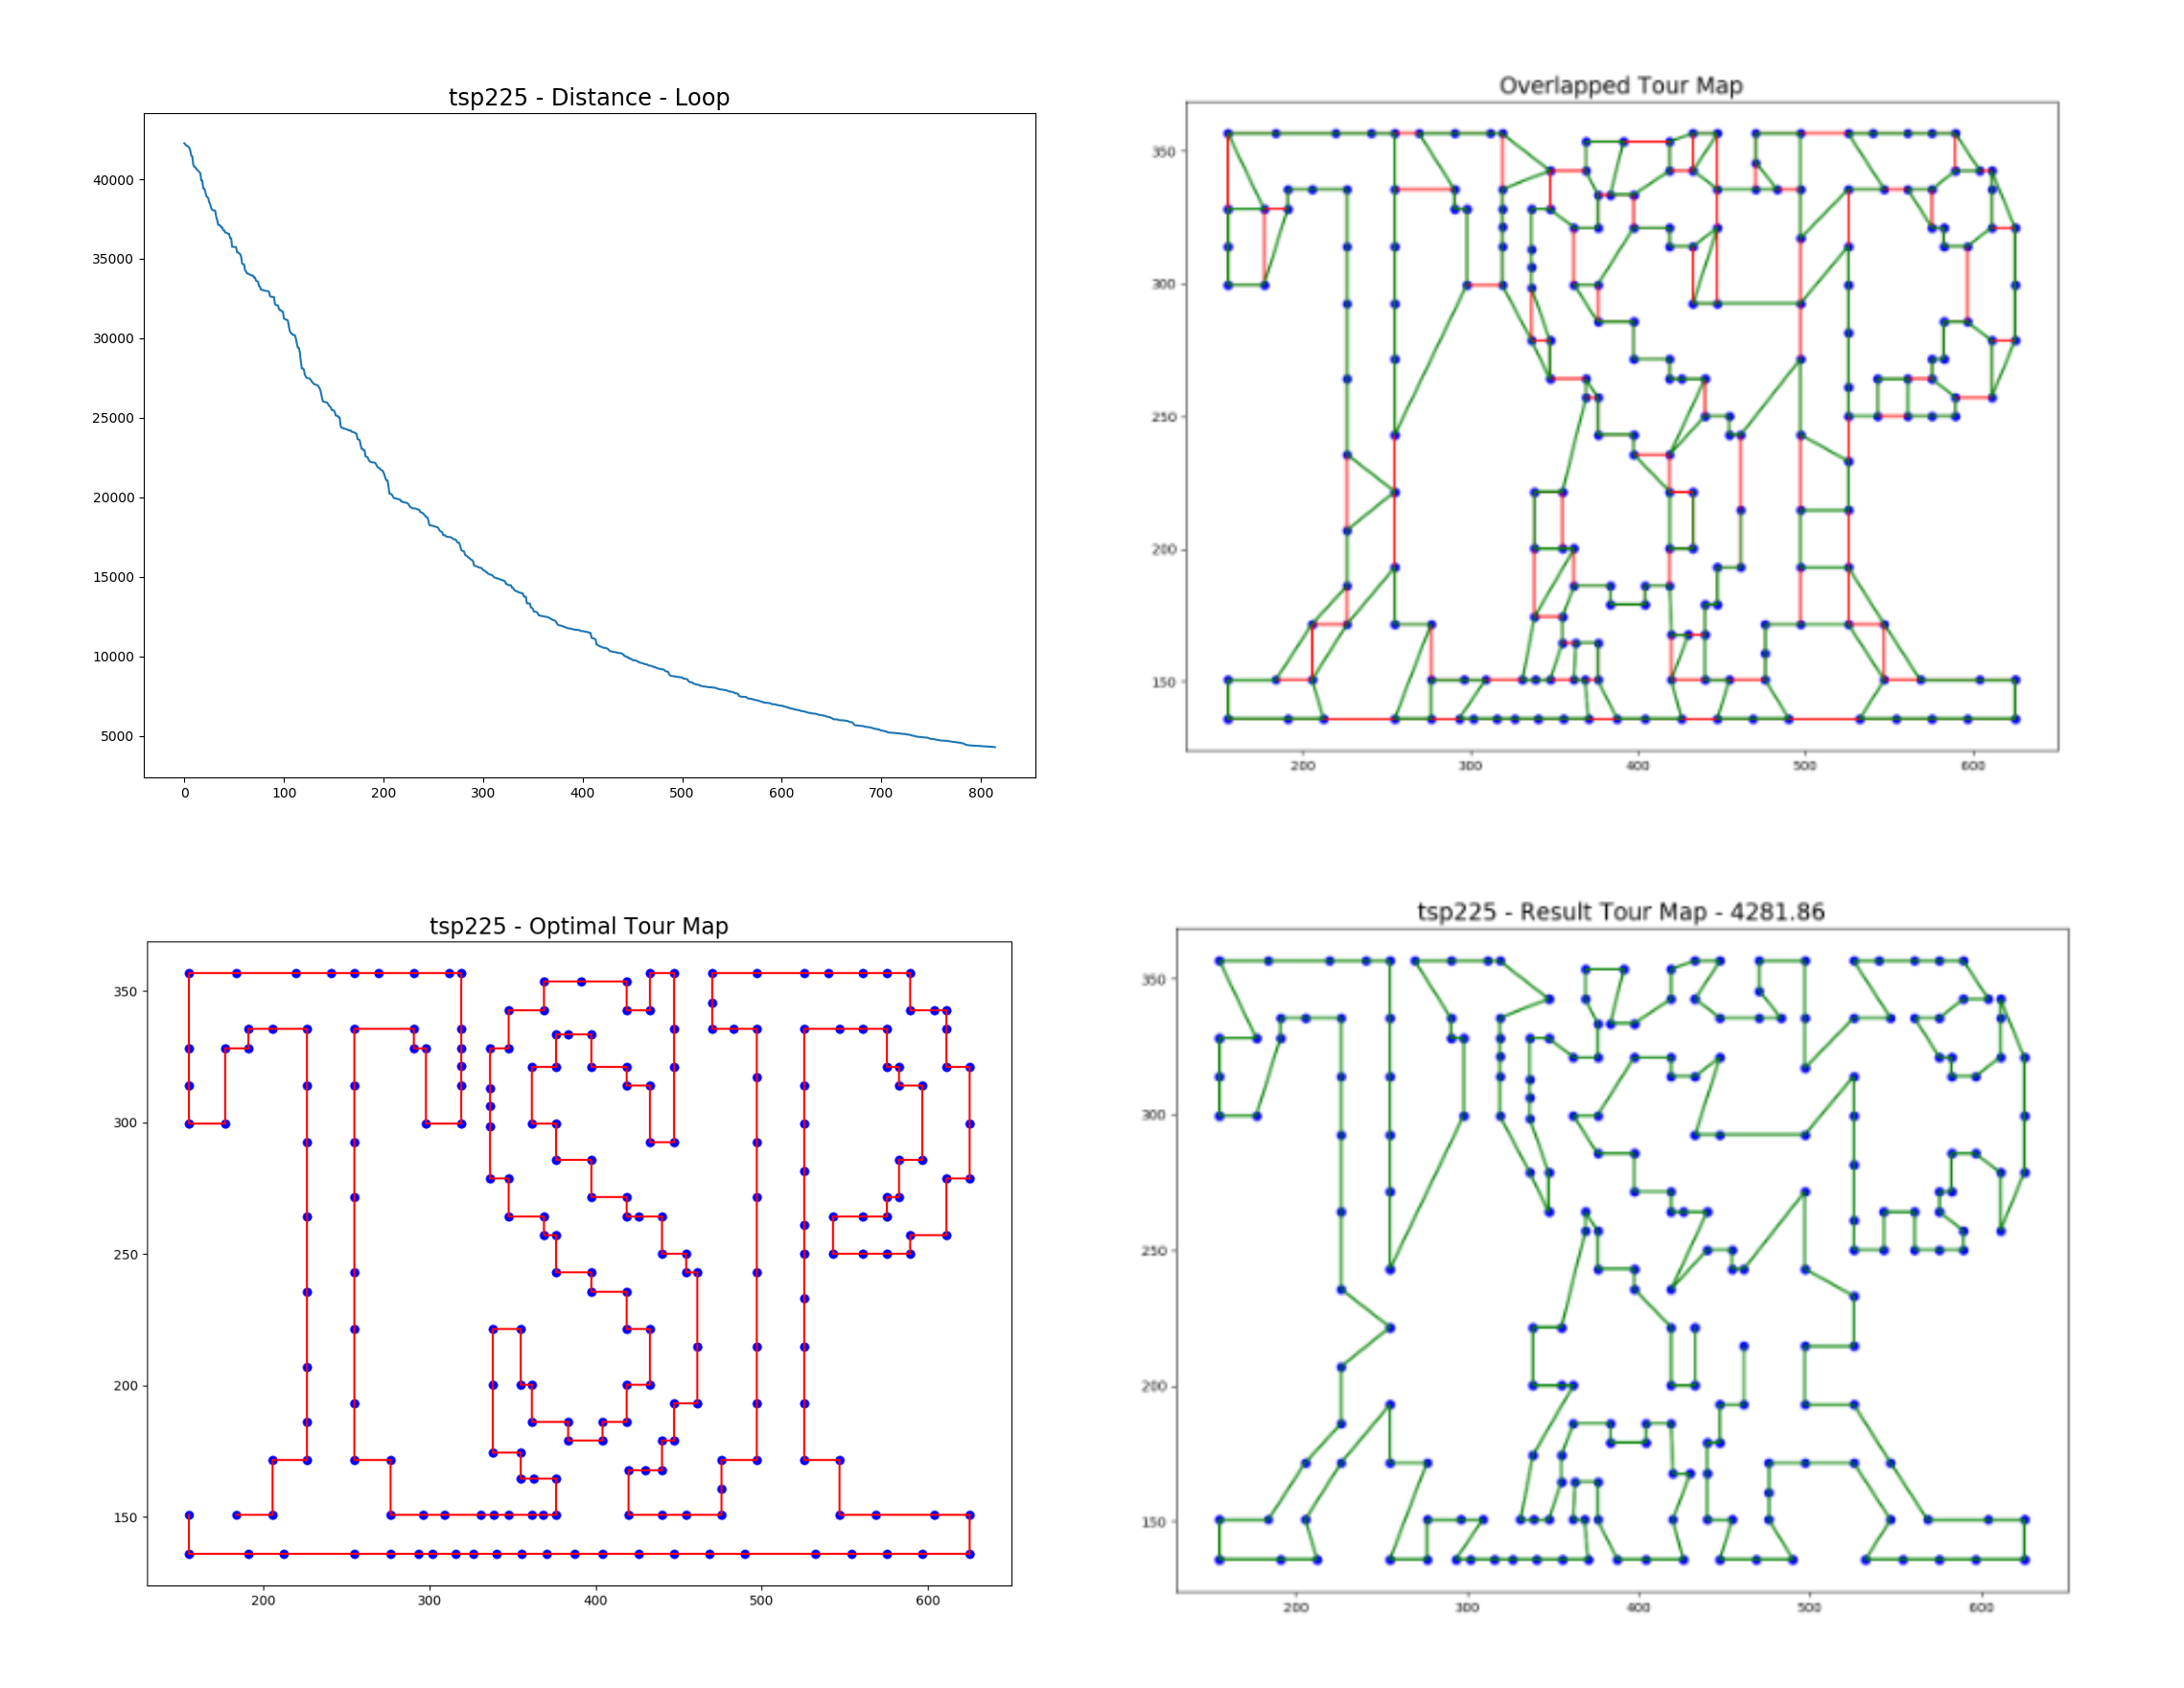 tsp225 - Distance - Loop
40000
35000
30000
25000
20000
15000
10000
5000
0 100 200 300 400 500 600 700 800
Overlapped Tour Map
350
300
250
200
150
200 300 400 500 600
tsp225 - Optimal Tour Map
350
300
250
200
150
200 300 400 500 600
tsp225 - Result Tour Map - 4281.86
350
300
250
200
150
200 300 400 500 600